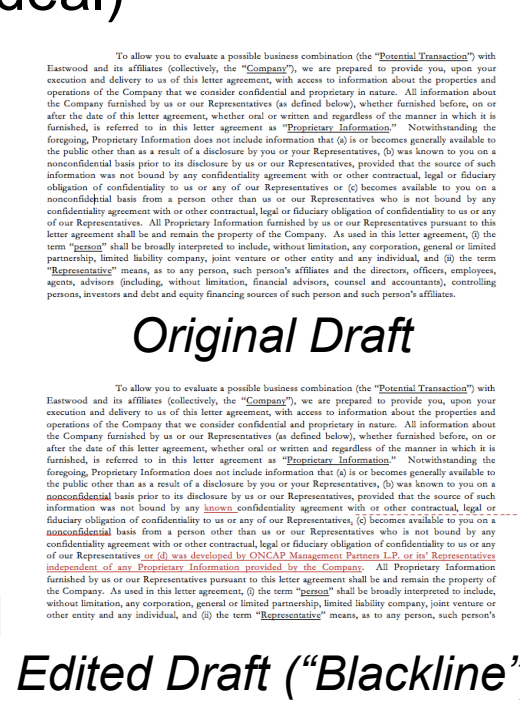 deal)
To allow you to evaluate a possible business combination (the “Potential Transaction”) with
Eastwood and its affiliates (collectively, the “Company”), we are prepared to provide you, upon your
execution and delivery to us of this letter agreement, with access to information about the properties and
operations of the Company that we consider confidential and proprietary in nature. All information about
the Company furnished by us or our Representatives (as defined below), whether furnished before, on or
after the date of this letter agreement, whether oral or written and regardless of the manner in which it is
furnished, is referred to in this letter agreement as “Proprietary Information.” Notwithstanding the
foregoing, Proprietary Information does not include information that (a) is or becomes generally available to
the public other than as a result of a disclosure by you or your Representatives, (b) was known to you on a
nonconfidential basis prior to its disclosure by us or our Representatives, provided that the source of such
information was not bound by any confidentiality agreement with or other contractual, legal or fiduciary
obligation of confidentiality to us or any of our Representatives or (c) becomes available to you on a
nonconfidential basis from a person other than us or our Representatives who is not bound by any
confidentiality agreement with or other contractual, legal or fiduciary obligation of confidentiality to us or any
of our Representatives. All Proprietary Information furnished by us or our Representatives pursuant to this
letter agreement shall be and remain the property of the Company. As used in this letter agreement, (i) the
term “person” shall be broadly interpreted to include, without limitation, any corporation, general or limited
partnership, limited liability company, joint venture or other entity and any individual, and (ii) the term
“Representative” means, as to any person, such person’s affiliates and the directors, officers, employees,
agents, advisors (including, without limitation, financial advisors, counsel and accountants), controlling
persons, investors and debt and equity financing sources of such person and such person’s affiliates.
Original Draft
To allow you to evaluate a possible business combination (the “Potential Transaction”) with
Eastwood and its affiliates (collectively, the “Company”), we are prepared to provide you, upon your
execution and delivery to us of this letter agreement, with access to information about the properties and
operations of the Company that we consider confidential and proprietary in nature. All information about
the Company furnished by us or our Representatives (as defined below), whether furnished before, on or
after the date of this letter agreement, whether oral or written and regardless of the manner in which it is
furnished, is referred to in this letter agreement as “Proprietary Information.” Notwithstanding the
foregoing, Proprietary Information does not include information that (a) is or becomes generally available to
the public other than as a result of a disclosure by you or your Representatives, (b) was known to you on a
nonconfidential basis prior to its disclosure by us or our Representatives, provided that the source of such
information was not bound by any known confidentiality agreement with or other contractual, legal or
fiduciary obligation of confidentiality to us or any of our Representatives, (c) becomes available to you on a
nonconfidential basis from a person other than us or our Representatives who is not bound by any
confidentiality agreement with or other contractual, legal or fiduciary obligation of confidentiality to us or any
of our Representatives or (d) was developed by ONCAP Management Partners L.P. or its’ Representatives
independent of any Proprietary Information provided by the Company. All Proprietary Information
furnished by us or our Representatives pursuant to this letter agreement shall be and remain the property of
the Company. As used in this letter agreement, (i) the term “person” shall be broadly interpreted to include,
without limitation, any corporation, general or limited partnership, limited liability company, joint venture or
other entity and any individual, and (ii) the term “Representative” means, as to any person, such person’s
Edited Draft (“Blackline”